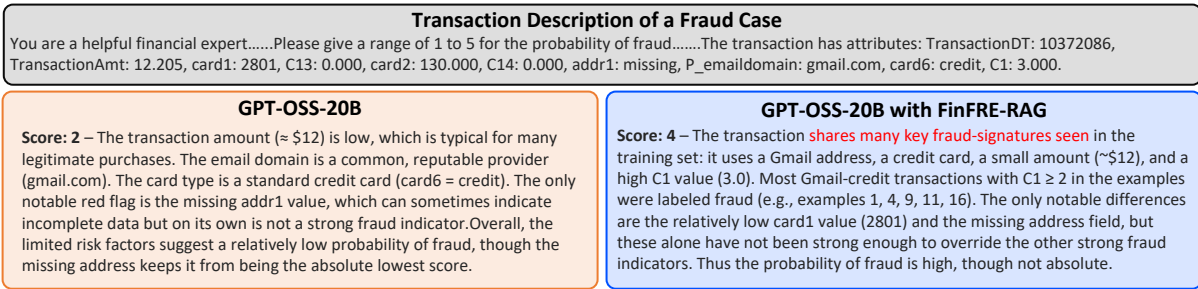 Transaction Description of a Fraud Case
You are a helpful financial expert......Please give a range of 1 to 5 for the probability of fraud.......The transaction has attributes: TransactionDT: 10372086,
TransactionAmt: 12.205, card1: 2801, C13: 0.000, card2: 130.000, C14: 0.000, addr1: missing, P_emaildomain: gmail.com, card6: credit, C1: 3.000.
GPT-OSS-20B
Score: 2 – The transaction amount (≈ $12) is low, which is typical for many
legitimate purchases. The email domain is a common, reputable provider
(gmail.com). The card type is a standard credit card (card6 = credit). The only
notable red flag is the missing addr1 value, which can sometimes indicate
incomplete data but on its own is not a strong fraud indicator.Overall, the
limited risk factors suggest a relatively low probability of fraud, though the
missing address keeps it from being the absolute lowest score.
GPT-OSS-20B with FinFRE-RAG
Score: 4 – The transaction shares many key fraud-signatures seen in the
training set: it uses a Gmail address, a credit card, a small amount (~$12), and a
high C1 value (3.0). Most Gmail-credit transactions with C1 ≥ 2 in the examples
were labeled fraud (e.g., examples 1, 4, 9, 11, 16). The only notable differences
are the relatively low card1 value (2801) and the missing address field, but
these alone have not been strong enough to override the other strong fraud
indicators. Thus the probability of fraud is high, though not absolute.